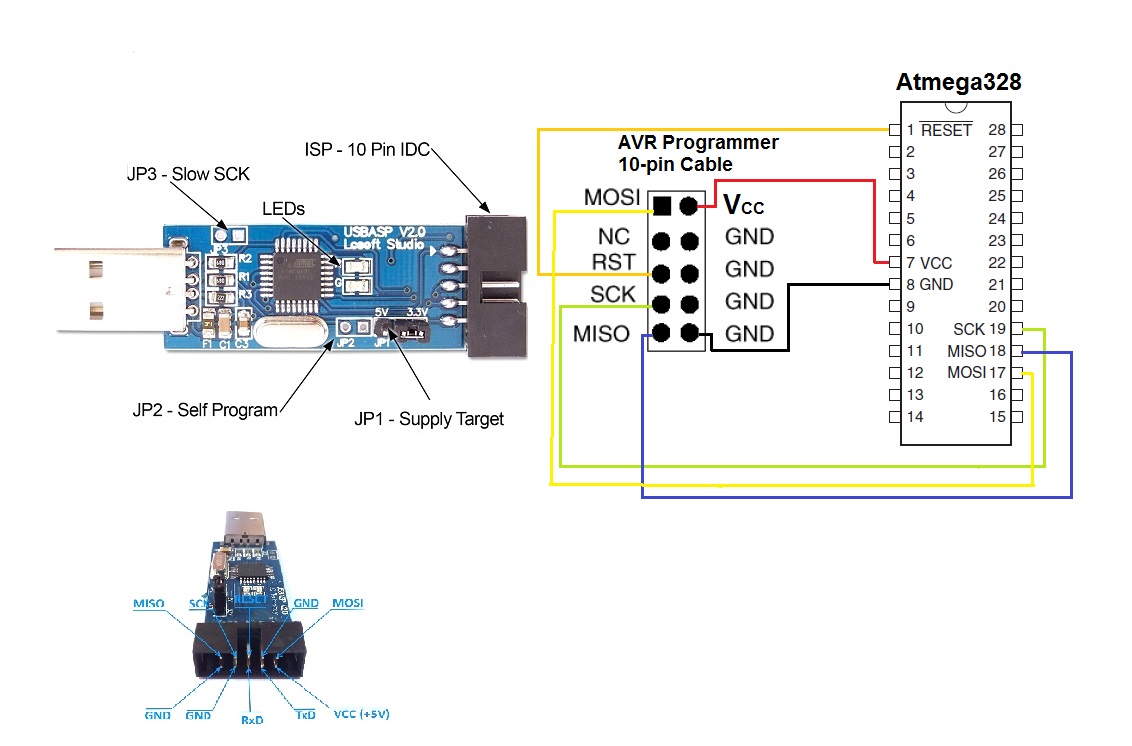 Atmega328
AVR Programmer
10-pin Cable
ISP - 10 Pin IDC
JP3 - Slow SCK
LEDs
USBASP V2.0
Lcsoft Studio
JP3
R2
R1
R3
G
5V 3.3V
F1 C1 C3
JP2
JP1
JP2 - Self Program
JP1 - Supply Target
MOSI VCC
NC GND
RST GND
SCK GND
MISO GND
1 RESET 28
2 27
3 26
4 25
5 24
6 23
7 VCC 22
8 GND 21
9 20
10 SCK 19
11 MISO 18
12 MOSI 17
13 16
14 15
MISO SCK RESET GND MOSI
GND GND RxD TxD VCC (+5V)